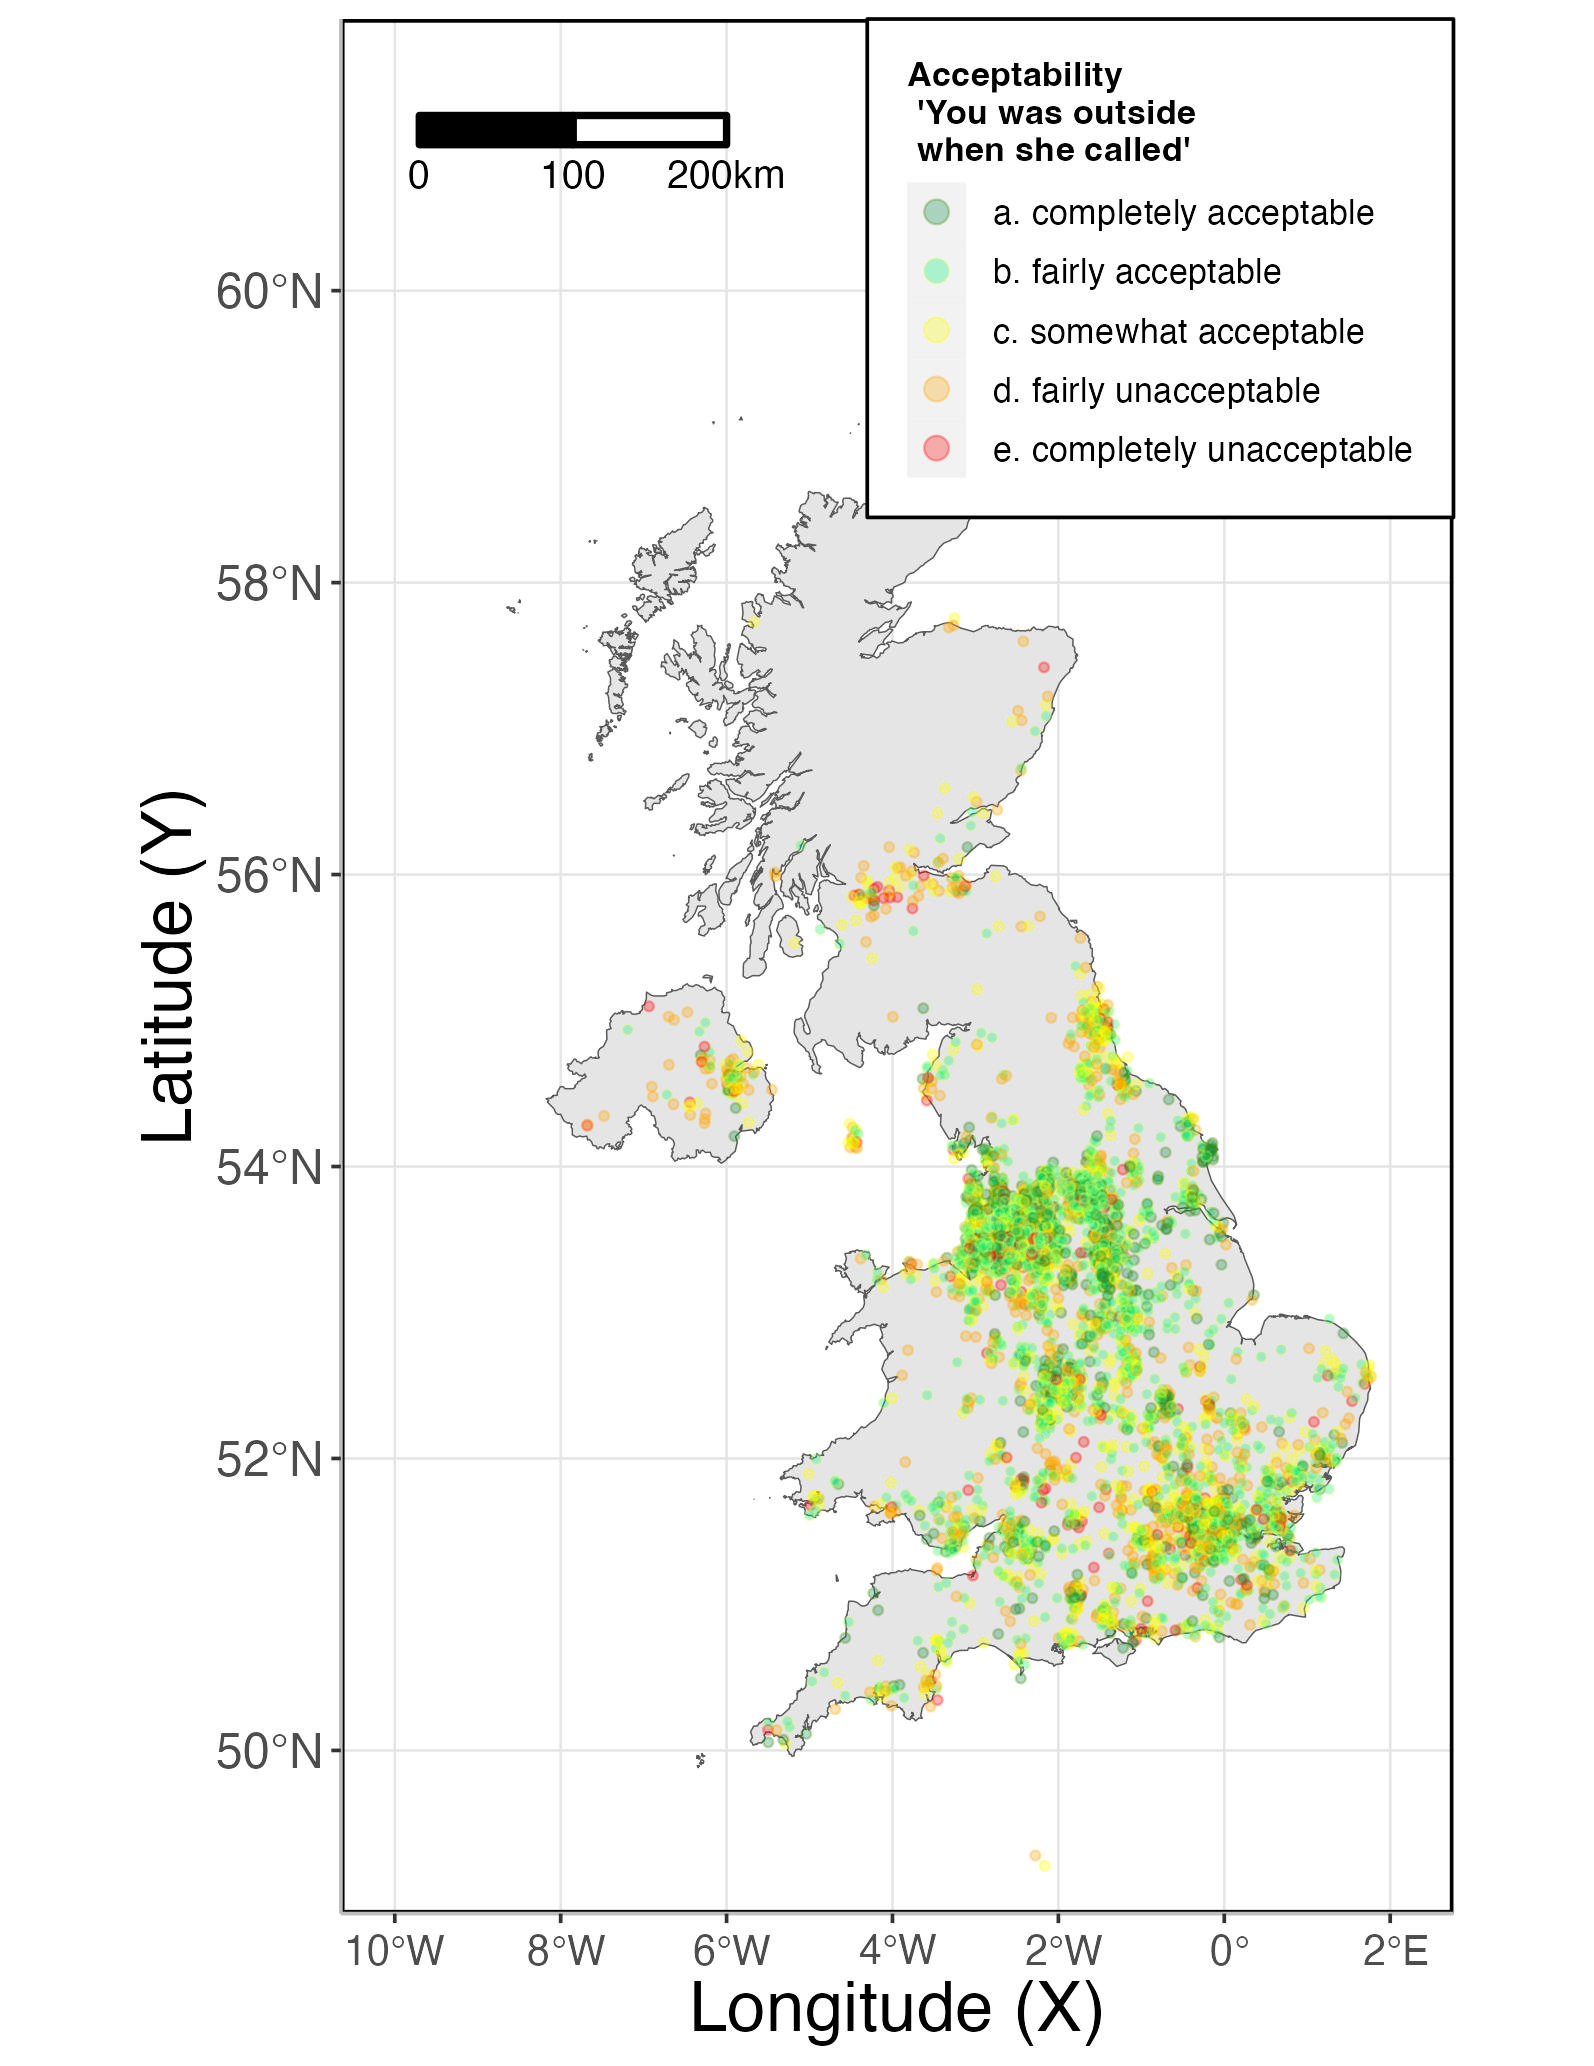 Acceptability
'You was outside
when she called'
a. completely acceptable
b. fairly acceptable
c. somewhat acceptable
d. fairly unacceptable
e. completely unacceptable
0 100 200km
60°N
58°N
56°N
54°N
52°N
50°N
Latitude (Y)
10°W 8°W 6°W 4°W 2°W 0° 2°E
Longitude (X)